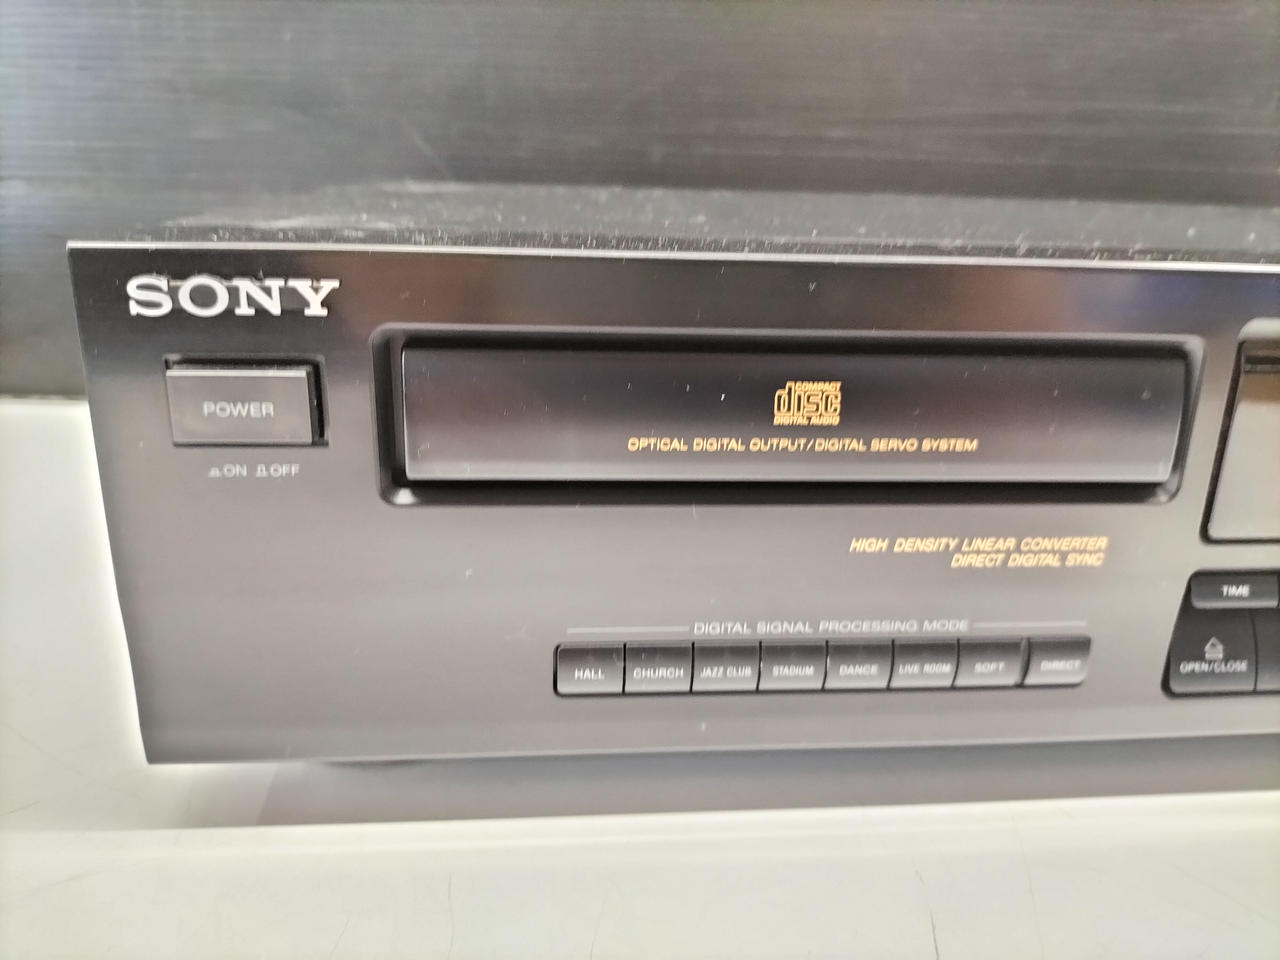 SONY
POWER
ON OFF
COMPACT
disc
DIGITAL AUDIO
OPTICAL DIGITAL OUTPUT/DIGITAL SERVO SYSTEM
HIGH DENSITY LINEAR CONVERTER
DIRECT DIGITAL SYNC
DIGITAL SIGNAL PROCESSING MODE
HALL CHURCH JAZZ CLUB STADIUM DANCE LIVE ROOM SOFT DIRECT
TIME
OPEN/CLOSE